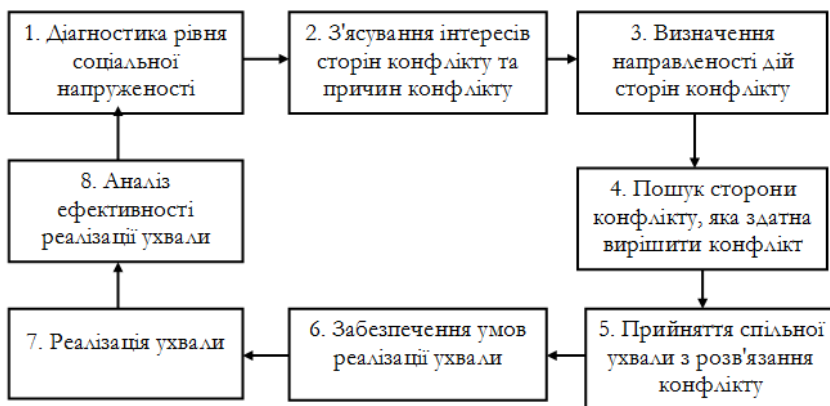 1. Діагностика рівня
соціальної
напруженості
2. З'ясування інтересів
сторін конфлікту та
причин конфлікту
3. Визначення
направленості дій
сторін конфлікту
4. Пошук сторони
конфлікту, яка здатна
вирішити конфлікт
5. Прийняття спільної
ухвали з розв'язання
конфлікту
6. Забезпечення умов
реалізації ухвали
7. Реалізація ухвали
8. Аналіз
ефективності
реалізації ухвали